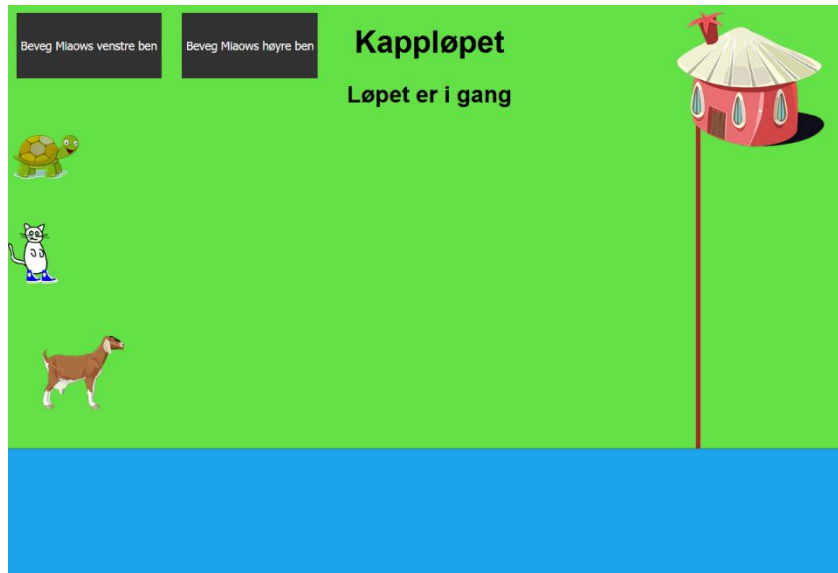 Beveg Miaows venstre ben
Beveg Miaows høyre ben
Kappløpet
Løpet er i gang